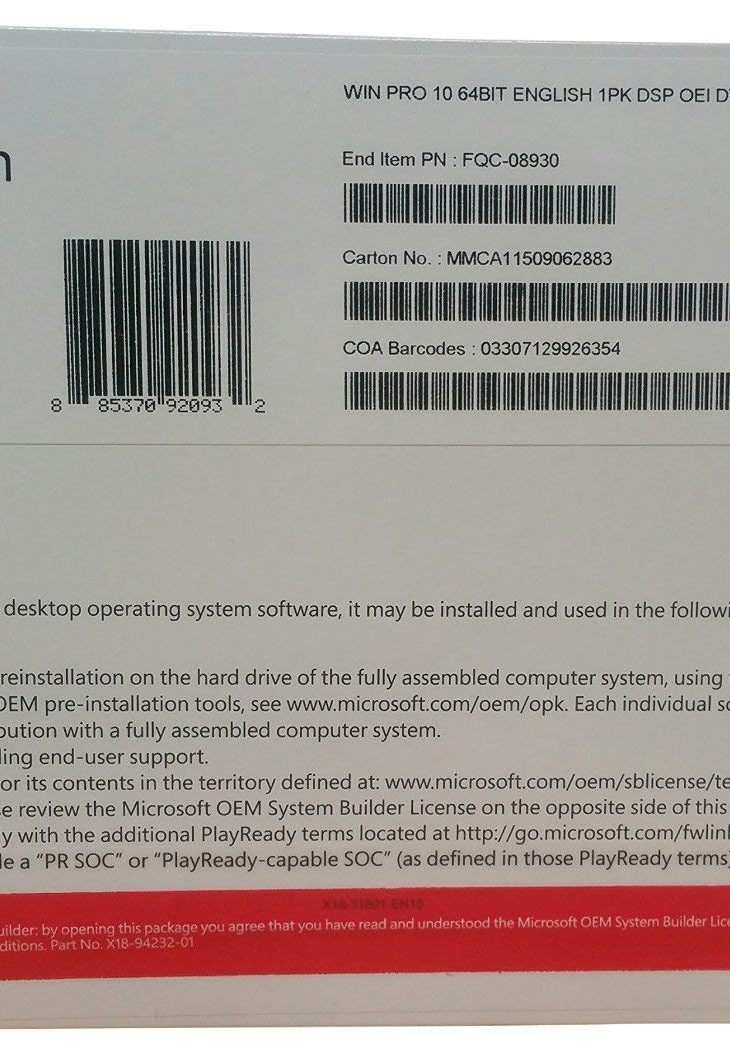 WIN PRO 10 64BIT ENGLISH 1PK DSP OEI
End Item PN : FQC-08930
Carton No. : MMCA11509062883
COA Barcodes : 03307129926354
8 85370 92093 2
desktop operating system software, it may be installed and used in the followi
reinstallation on the hard drive of the fully assembled computer system, using
OEM pre-installation tools, see www.microsoft.com/oem/opk. Each individual
bution with a fully assembled computer system.
ling end-user support.
or its contents in the territory defined at: www.microsoft.com/oem/sblicense/te
e review the Microsoft OEM System Builder License on the opposite side of this
y with the additional PlayReady terms located at http://go.microsoft.com/fwlin
le a “PR SOC” or “PlayReady-capable SOC” (as defined in those PlayReady terms)
X18-31801-EN10
uilder: by opening this package you agree that you have read and understood the Microsoft OEM System Builder Lice
ditions. Part No. X18-94232-01